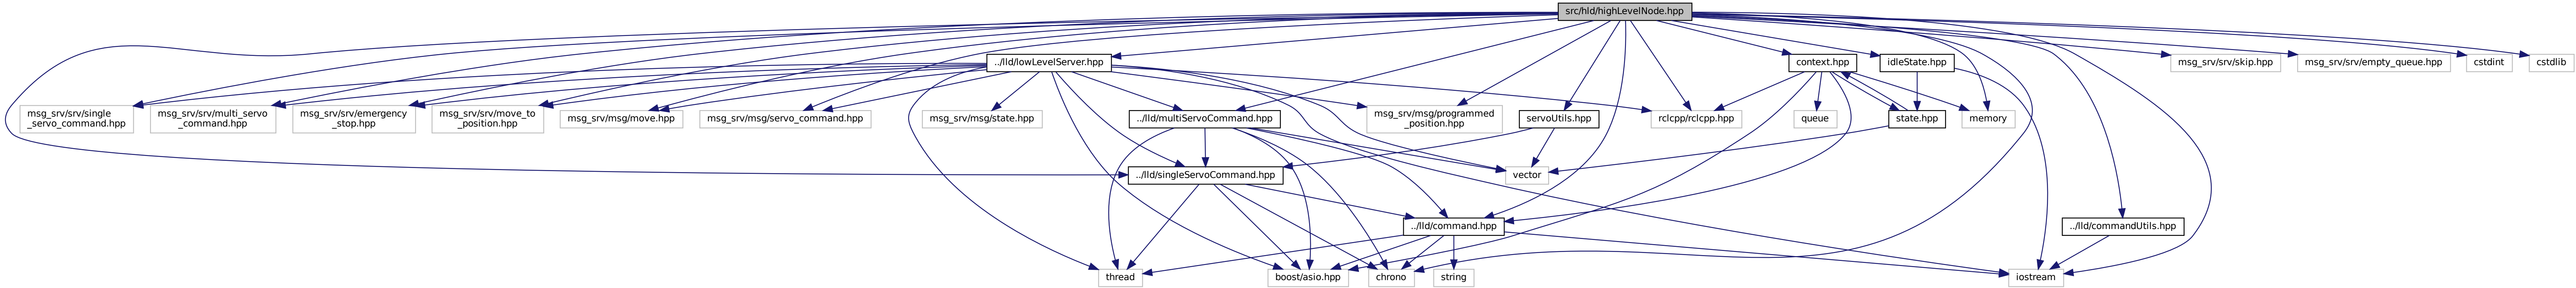 src/hld/highLevelNode.hpp
../lld/lowLevelServer.hpp
context.hpp
idleState.hpp
msg_srv/srv/skip.hpp
msg_srv/srv/empty_queue.hpp
cstdint
cstdlib
msg_srv/srv/single
_servo_command.hpp
msg_srv/srv/multi_servo
_command.hpp
msg_srv/srv/emergency
_stop.hpp
msg_srv/srv/move_to
_position.hpp
msg_srv/msg/move.hpp
msg_srv/msg/servo_command.hpp
msg_srv/msg/state.hpp
../lld/multiServoCommand.hpp
msg_srv/msg/programmed
_position.hpp
servoUtils.hpp
rclcpp/rclcpp.hpp
queue
state.hpp
memory
../lld/singleServoCommand.hpp
vector
../lld/command.hpp
../lld/commandUtils.hpp
thread
boost/asio.hpp
chrono
string
iostream